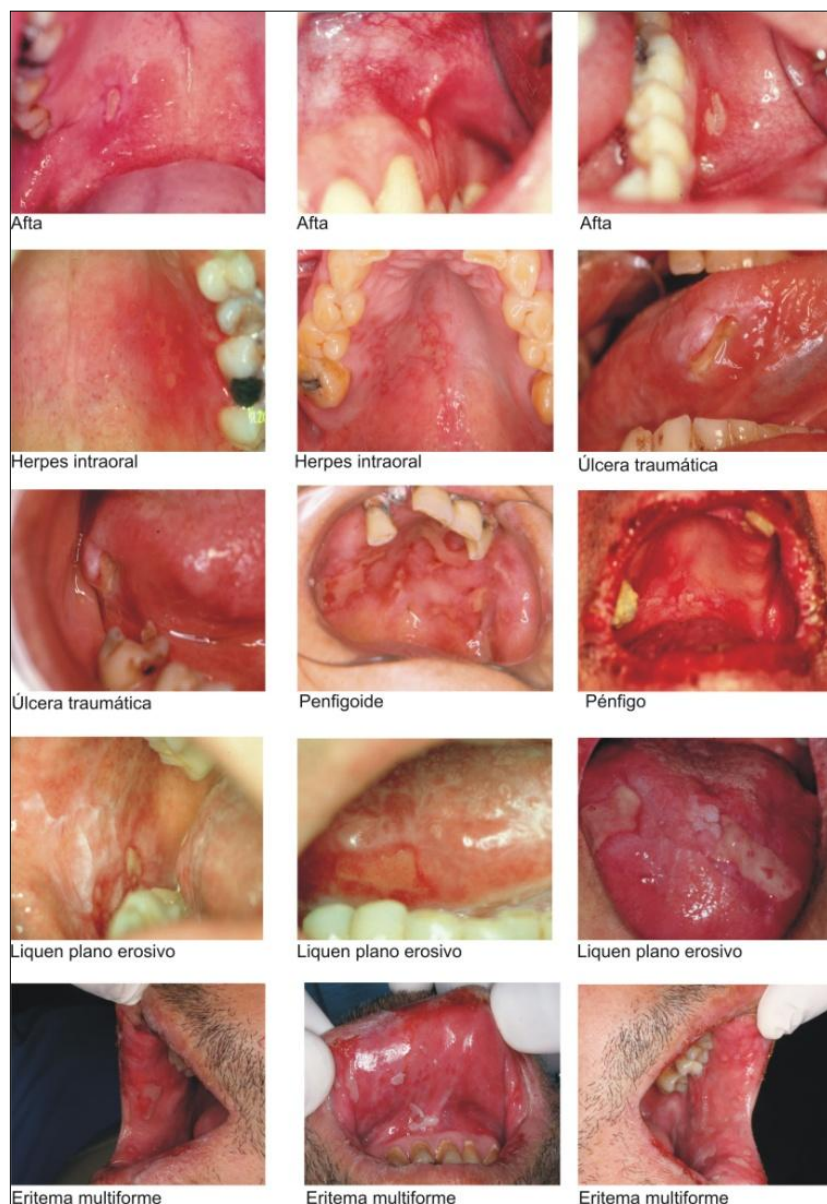 Afta
Afta
Afta
Herpes intraoral
Herpes intraoral
Úlcera traumática
Úlcera traumática
Penfigoide
Pénfigo
Liquen plano erosivo
Liquen plano erosivo
Liquen plano erosivo
Eritema multiforme
Eritema multiforme
Eritema multiforme